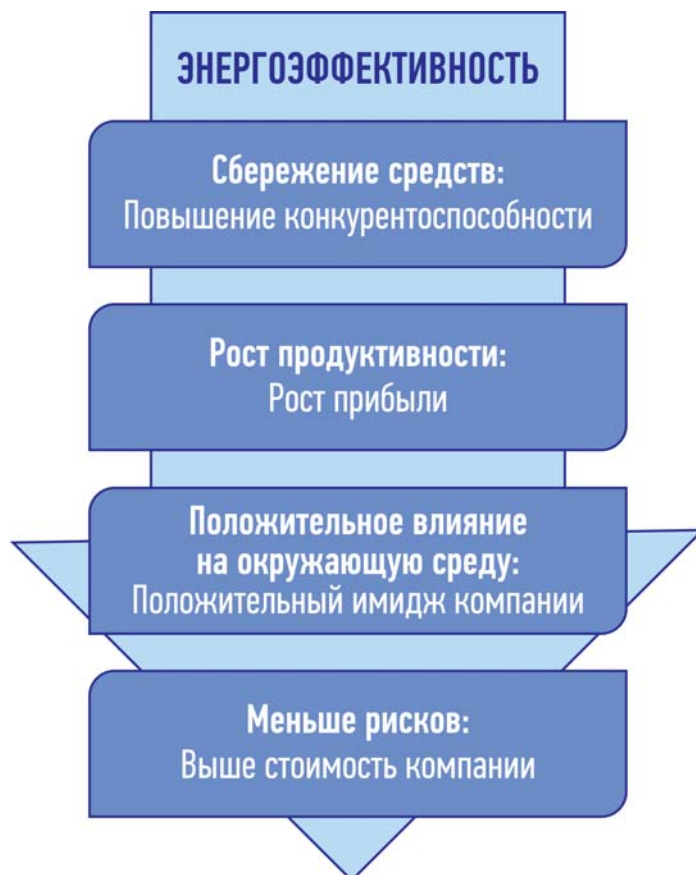 ЭНЕРГОЭФФЕКТИВНОСТЬ
Сбережение средств:
Повышение конкурентоспособности
Рост продуктивности:
Рост прибыли
Положительное влияние
на окружающую среду:
Положительный имидж компании
Меньше рисков:
Выше стоимость компании